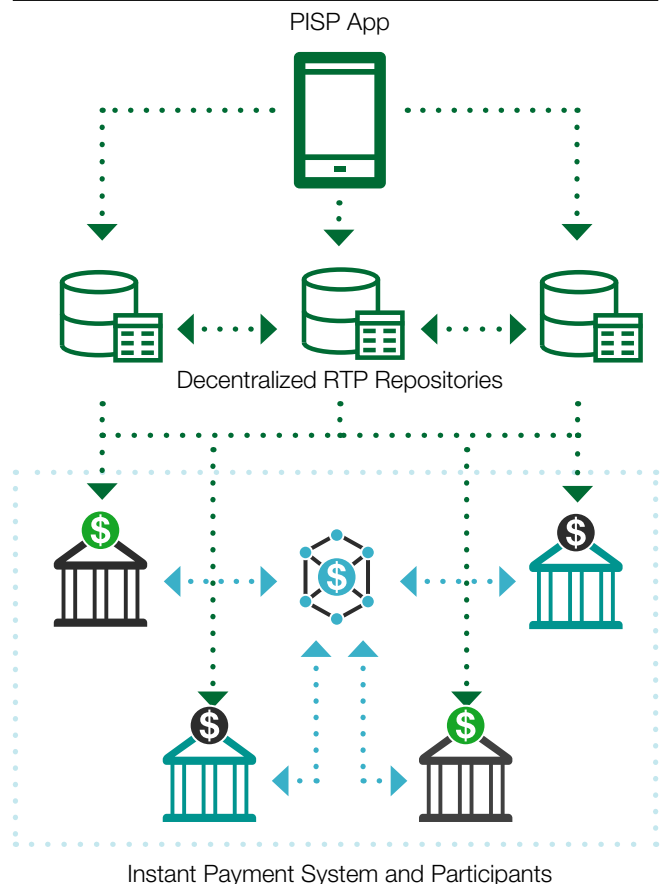 PISP App
Decentralized RTP Repositories
$
$
$
$
$
Instant Payment System and Participants